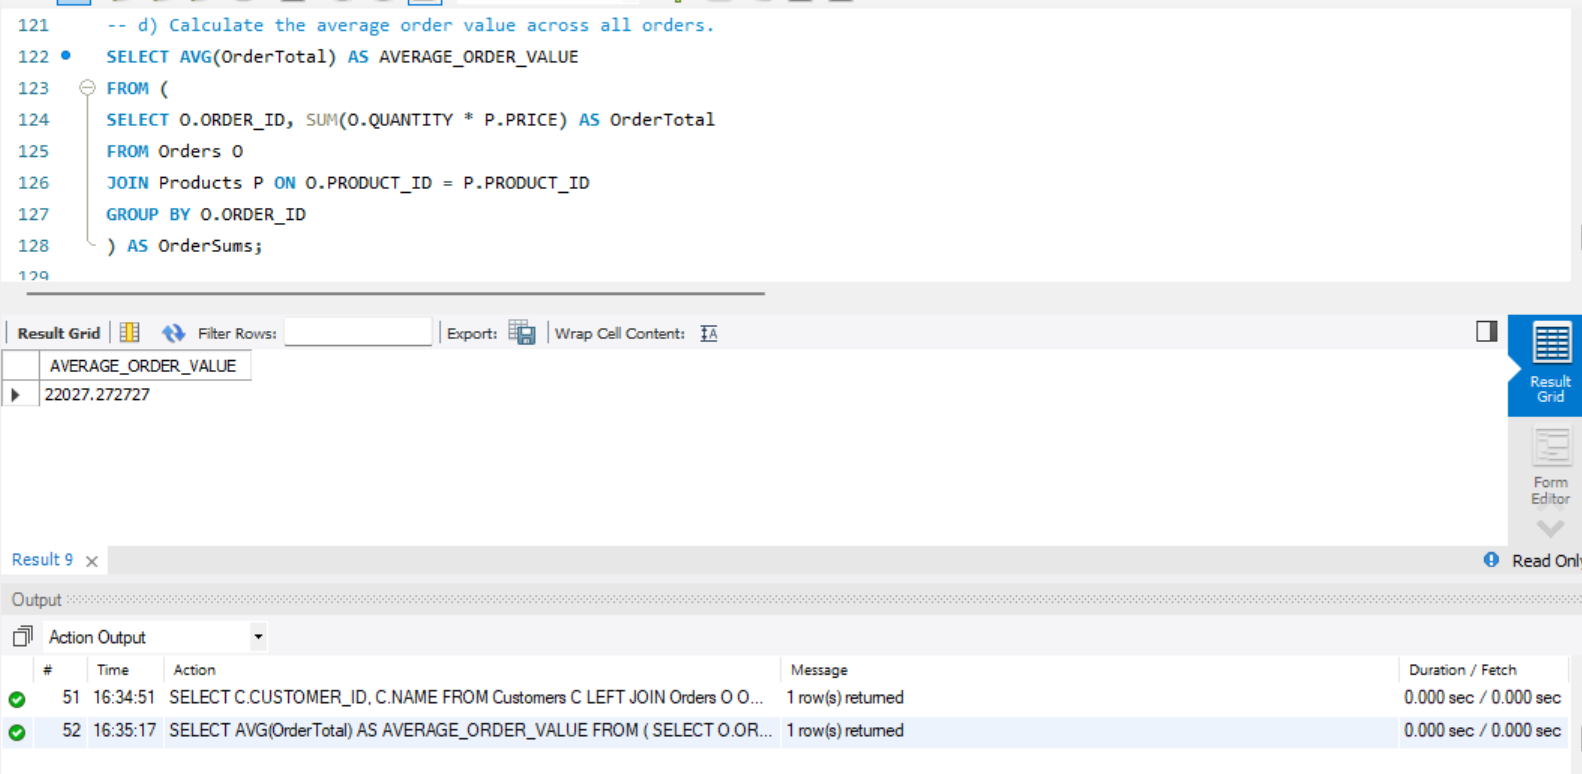 121 -- d) Calculate the average order value across all orders.
122 SELECT AVG(OrderTotal) AS AVERAGE_ORDER_VALUE
123 FROM (
124 SELECT O.ORDER_ID, SUM(O.QUANTITY * P.PRICE) AS OrderTotal
125 FROM Orders O
126 JOIN Products P ON O.PRODUCT_ID = P.PRODUCT_ID
127 GROUP BY O.ORDER_ID
128 ) AS OrderSums;
129
Result Grid Filter Rows: Export: Wrap Cell Content: IA
AVERAGE_ORDER_VALUE
22027.272727
Result
Grid
Form
Editor
Result 9 Read Only
Output
Action Output
# Time Action Message Duration / Fetch
51 16:34:51 SELECT C.CUSTOMER_ID, C.NAME FROM Customers C LEFT JOIN Orders O O... 1 row(s) returned 0.000 sec / 0.000 sec
52 16:35:17 SELECT AVG(OrderTotal) AS AVERAGE_ORDER_VALUE FROM ( SELECT O.OR... 1 row(s) returned 0.000 sec / 0.000 sec